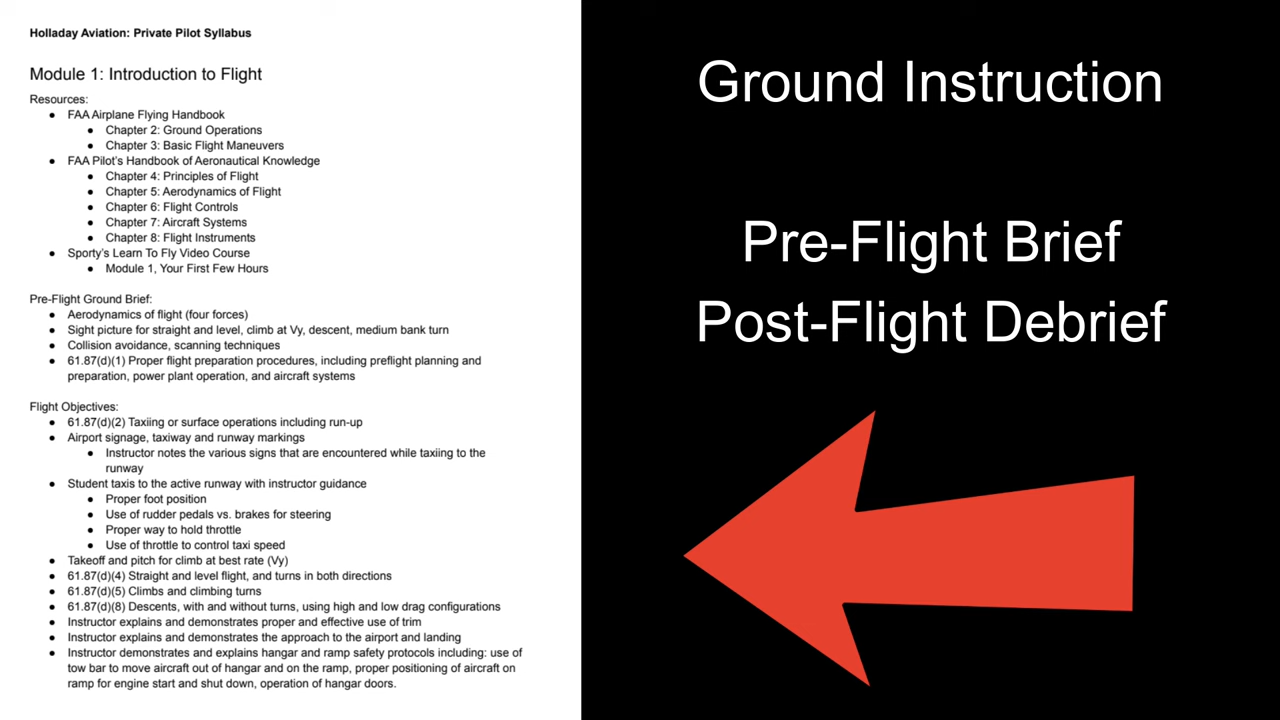 Holladay Aviation: Private Pilot Syllabus
Module 1: Introduction to Flight
Resources:
● FAA Airplane Flying Handbook
● Chapter 2: Ground Operations
● Chapter 3: Basic Flight Maneuvers
● FAA Pilot's Handbook of Aeronautical Knowledge
● Chapter 4: Principles of Flight
● Chapter 5: Aerodynamics of Flight
● Chapter 6: Flight Controls
● Chapter 7: Aircraft Systems
● Chapter 8: Flight Instruments
● Sporty's Learn To Fly Video Course
● Module 1, Your First Few Hours
Pre-Flight Ground Brief:
● Aerodynamics of flight (four forces)
● Sight picture for straight and level, climb at Vy, descent, medium bank turn
● Collision avoidance, scanning techniques
● 61.87(d)(1) Proper flight preparation procedures, including preflight planning and
preparation, power plant operation, and aircraft systems
Flight Objectives:
● 61.87(d)(2) Taxiing or surface operations including run-up
● Airport signage, taxiway and runway markings
● Instructor notes the various signs that are encountered while taxiing to the
runway
● Student taxis to the active runway with instructor guidance
● Proper foot position
● Use of rudder pedals vs. brakes for steering
● Proper way to hold throttle
● Use of throttle to control taxi speed
● Takeoff and pitch for climb at best rate (Vy)
● 61.87(d)(4) Straight and level flight, and turns in both directions
● 61.87(d)(5) Climbs and climbing turns
● 61.87(d)(8) Descents, with and without turns, using high and low drag configurations
● Instructor explains and demonstrates proper and effective use of trim
● Instructor explains and demonstrates the approach to the airport and landing
● Instructor demonstrates and explains hangar and ramp safety protocols including: use of
tow bar to move aircraft out of hangar and on the ramp, proper positioning of aircraft on
ramp for engine start and shut down, operation of hangar doors.
Ground Instruction
Pre-Flight Brief
Post-Flight Debrief